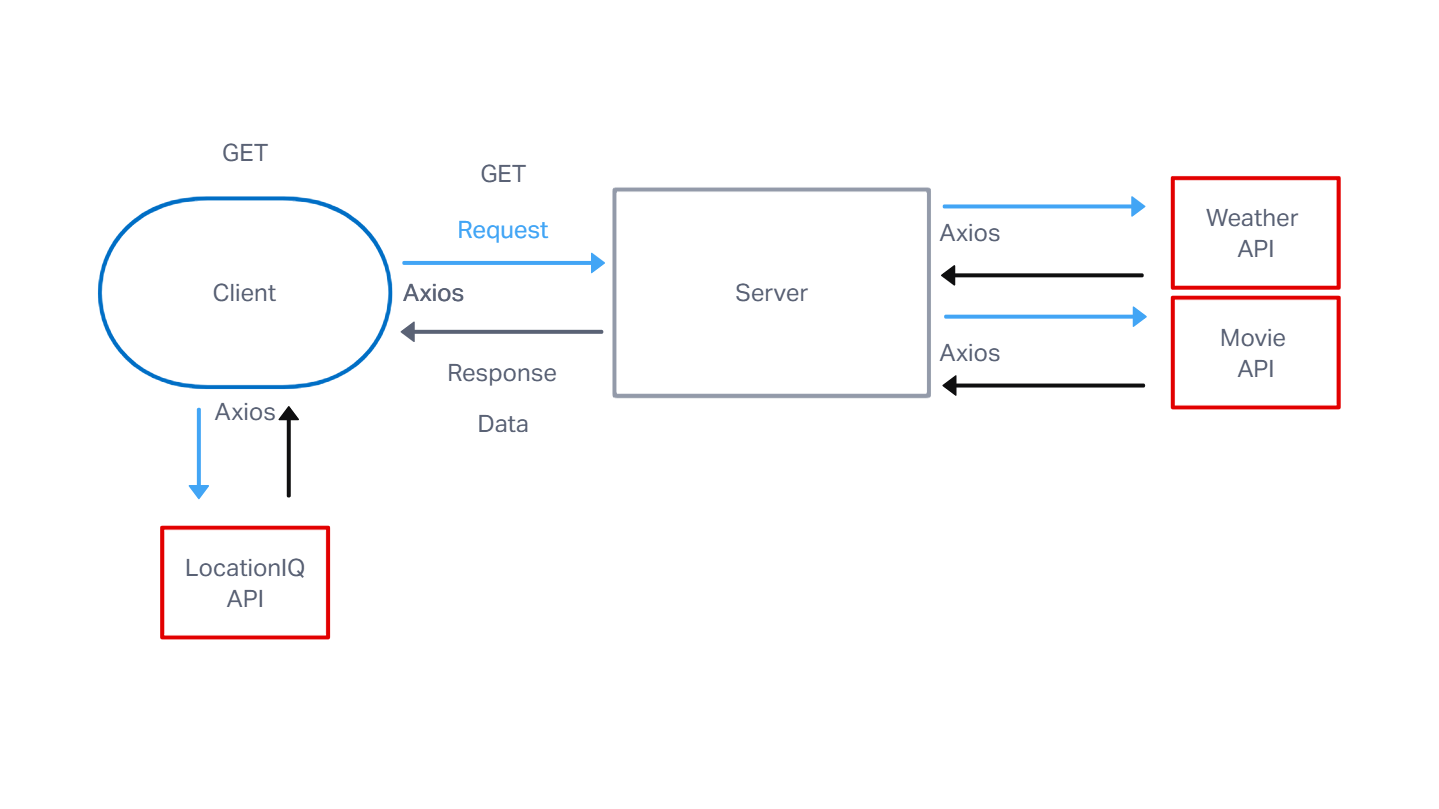 GET
GET
Request
Client
Axios
Response
Data
Server
Axios
Axios
Weather
API
Movie
API
Axios
LocationIQ
API